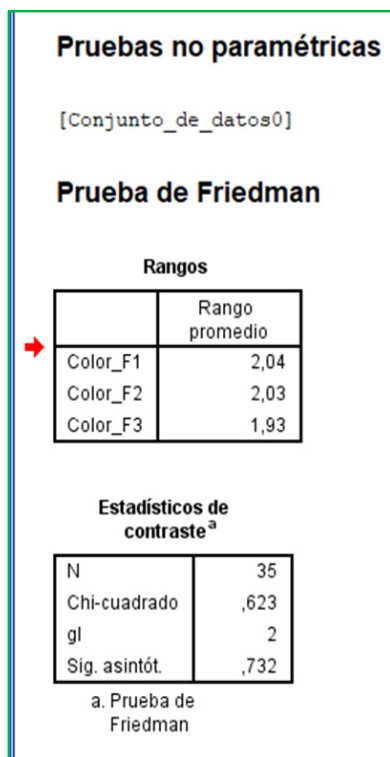 Pruebas no paramétricas
[Conjunto_de_datos0]
Prueba de Friedman
Rangos
Rango
promedio
Color_F1 2,04
Color_F2 2,03
Color_F3 1,93
Estadísticos de
contraste^a
N 35
Chi-cuadrado ,623
gl 2
Sig. asintót. ,732
a. Prueba de
Friedman